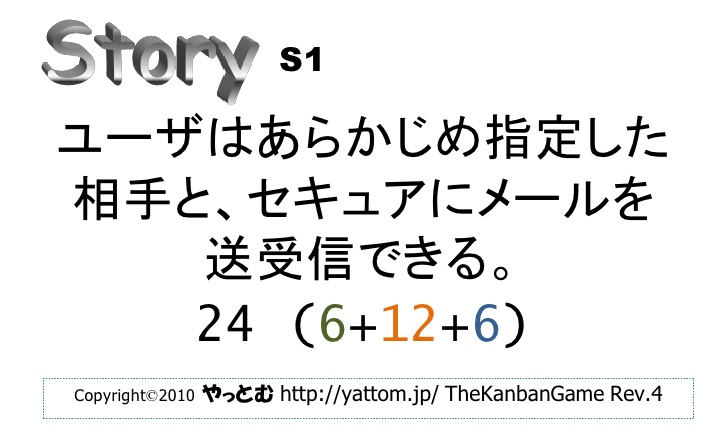 Story S1
ユーザはあらかじめ指定した
相手と、セキュアにメールを
送受信できる。
24 (6+12+6)
Copyright©2010 やっとむ http://yattom.jp/ TheKanbanGame Rev.4